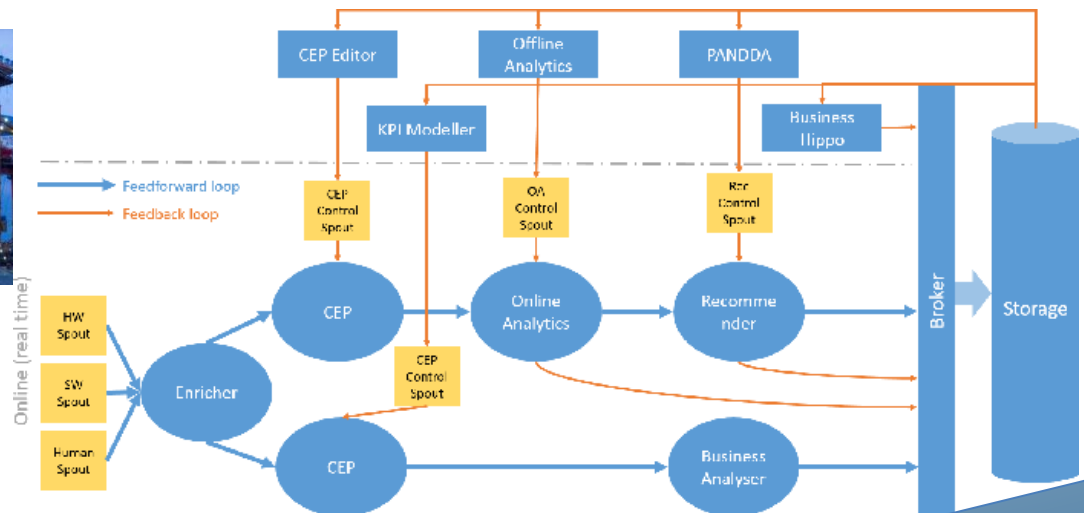 CEP Editor
Offline
Analytics
PANDDA
KPI Modeller
Business
Hippo
Feedforward loop
Feedback loop
CEP
Control
Spout
OA
Control
Spout
Rec
Control
Spout
Online (real time)
HW
Spout
SW
Spout
Human
Spout
Enricher
CEP
Online
Analytics
Recomme
nder
CEP
Control
Spout
CEP
Business
Analyser
Broker
Storage